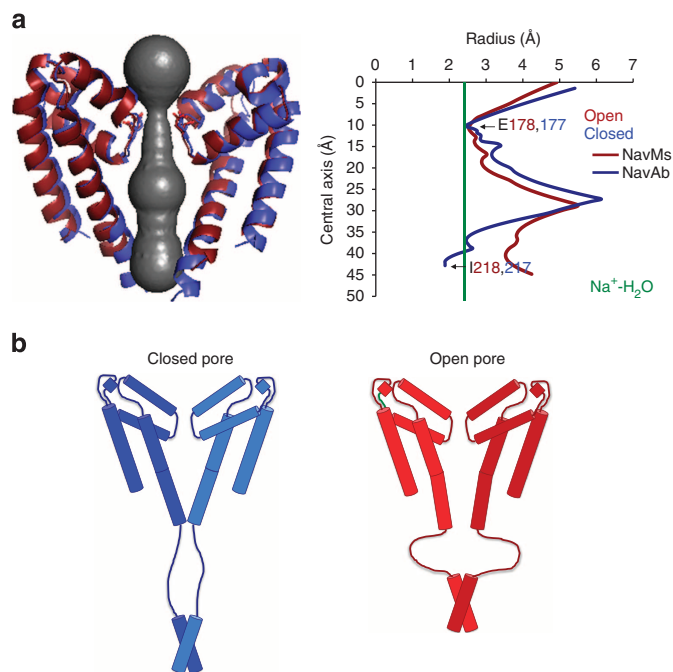 a
Radius (Å)
0 1 2 3 4 5 6 7
Central axis (Å)
0
5
10
15
20
25
30
35
40
45
50
E178,177
Open
Closed
NavMs
NavAb
I218,217
Na⁺-H₂O
b
Closed pore
Open pore